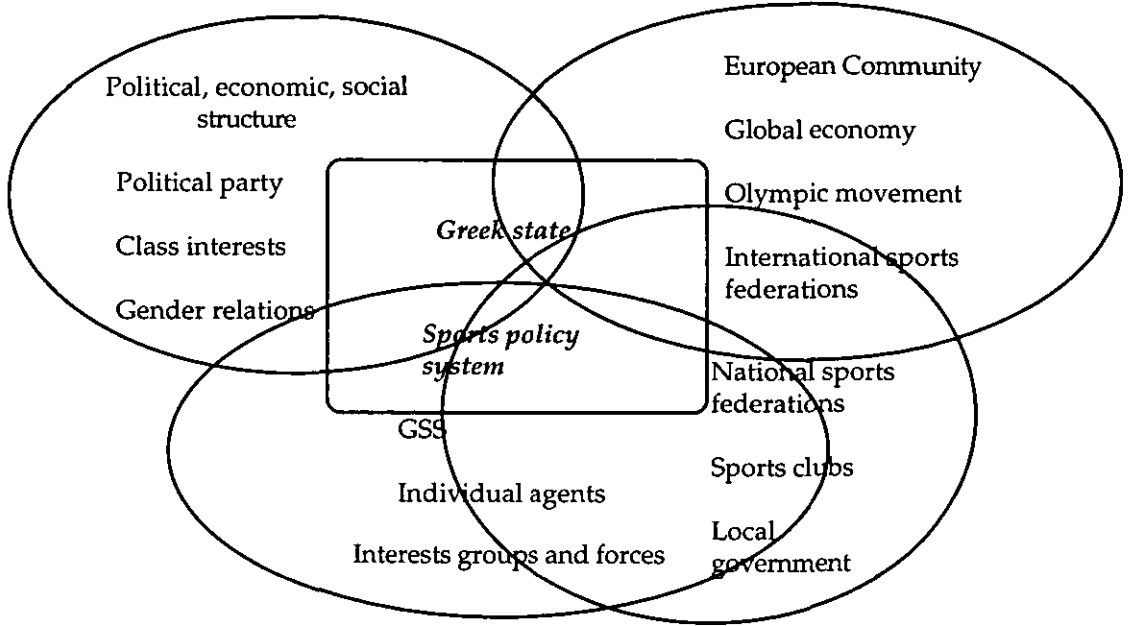 Political, economic, social
structure
Political party
Class interests
Gender relations
European Community
Global economy
Olympic movement
International sports
federations
Greek state
Sports policy
system
National sports
federations
GSS
Sports clubs
Individual agents
Local
government
Interests groups and forces